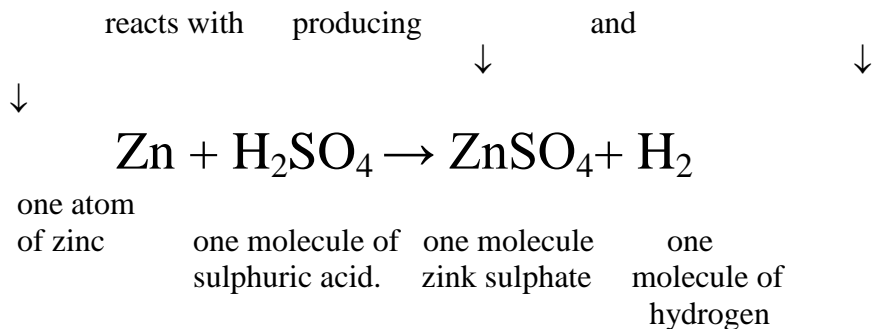 reacts with producing and
↓ ↓
↓
Zn + H₂SO₄ → ZnSO₄+ H₂
one atom
of zinc one molecule of one molecule one
sulphuric acid. zink sulphate molecule of
hydrogen